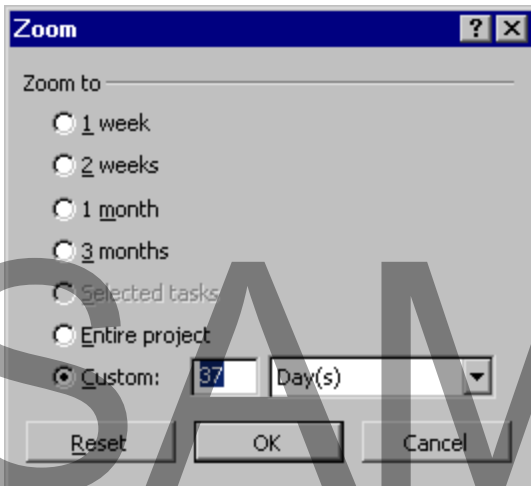 Zoom
Zoom to
1 week
2 weeks
1 month
3 months
Selected tasks
Entire project
Custom: 37 Day(s)
Reset OK Cancel
SAM